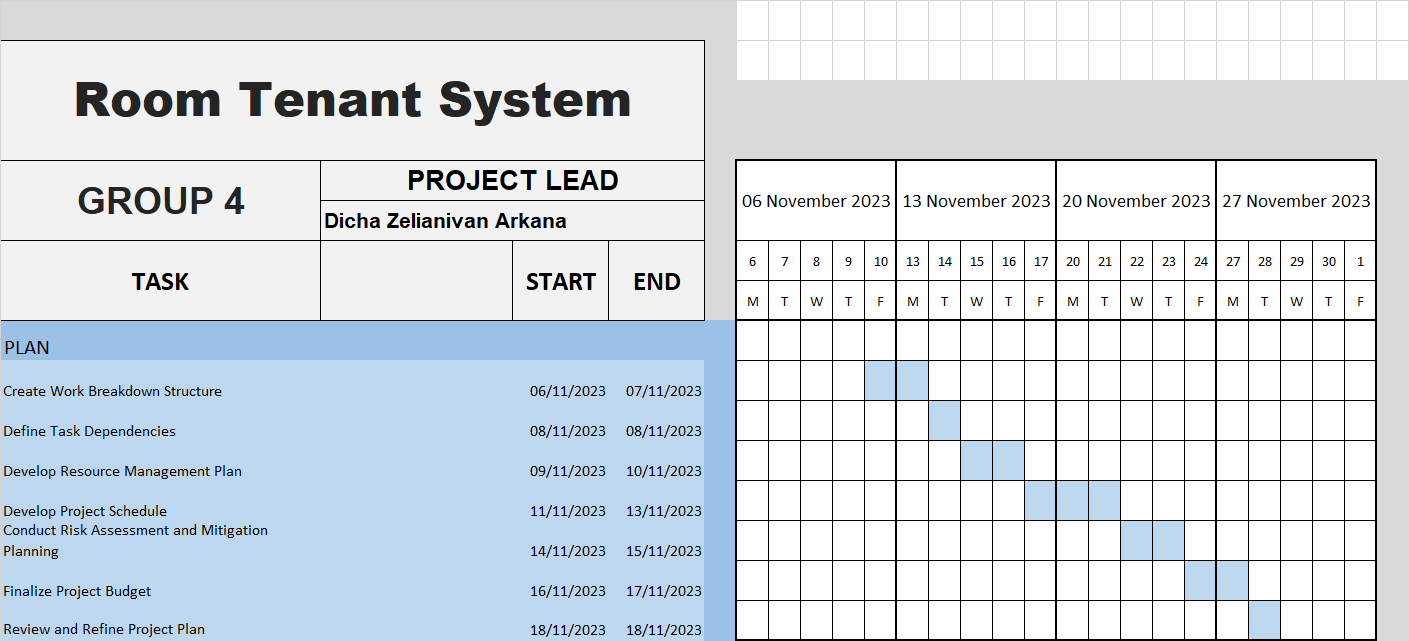 Room Tenant System
GROUP 4
PROJECT LEAD
Dicha Zelianivan Arkana
06 November 2023 13 November 2023 20 November 2023 27 November 2023
TASK START END
6 7 8 9 10 13 14 15 16 17 20 21 22 23 24 27 28 29 30 1
M T W T F M T W T F M T W T F M T W T F
PLAN
Create Work Breakdown Structure 06/11/2023 07/11/2023
Define Task Dependencies 08/11/2023 08/11/2023
Develop Resource Management Plan 09/11/2023 10/11/2023
Develop Project Schedule 11/11/2023 13/11/2023
Conduct Risk Assessment and Mitigation
Planning 14/11/2023 15/11/2023
Finalize Project Budget 16/11/2023 17/11/2023
Review and Refine Project Plan 18/11/2023 18/11/2023